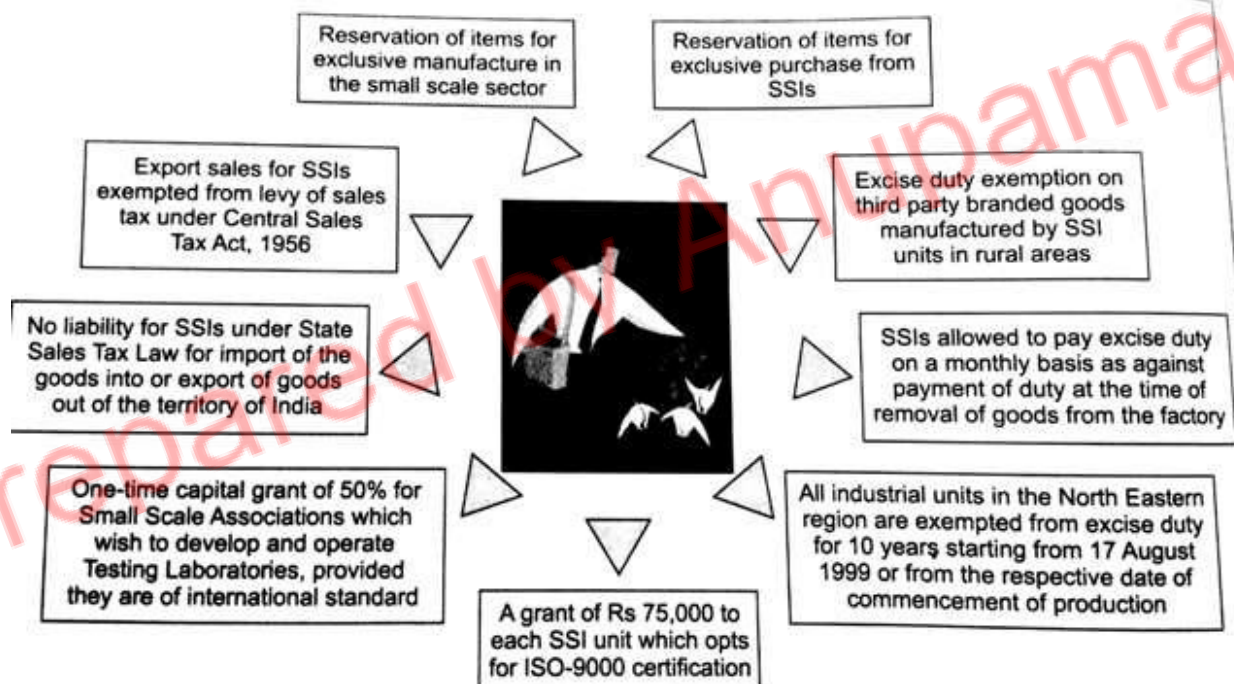 Reservation of items for
exclusive manufacture in
the small scale sector
Reservation of items for
exclusive purchase from
SSIs
Export sales for SSIs
exempted from levy of sales
tax under Central Sales
Tax Act, 1956
Excise duty exemption on
third party branded goods
manufactured by SSI
units in rural areas
No liability for SSIs under State
Sales Tax Law for import of the
goods into or export of goods
out of the territory of India
SSIs allowed to pay excise duty
on a monthly basis as against
payment of duty at the time of
removal of goods from the factory
One-time capital grant of 50% for
Small Scale Associations which
wish to develop and operate
Testing Laboratories, provided
they are of international standard
All industrial units in the North Eastern
region are exempted from excise duty
for 10 years starting from 17 August
1999 or from the respective date of
commencement of production
A grant of Rs 75,000 to
each SSI unit which opts
for ISO-9000 certification
repared by Anupama